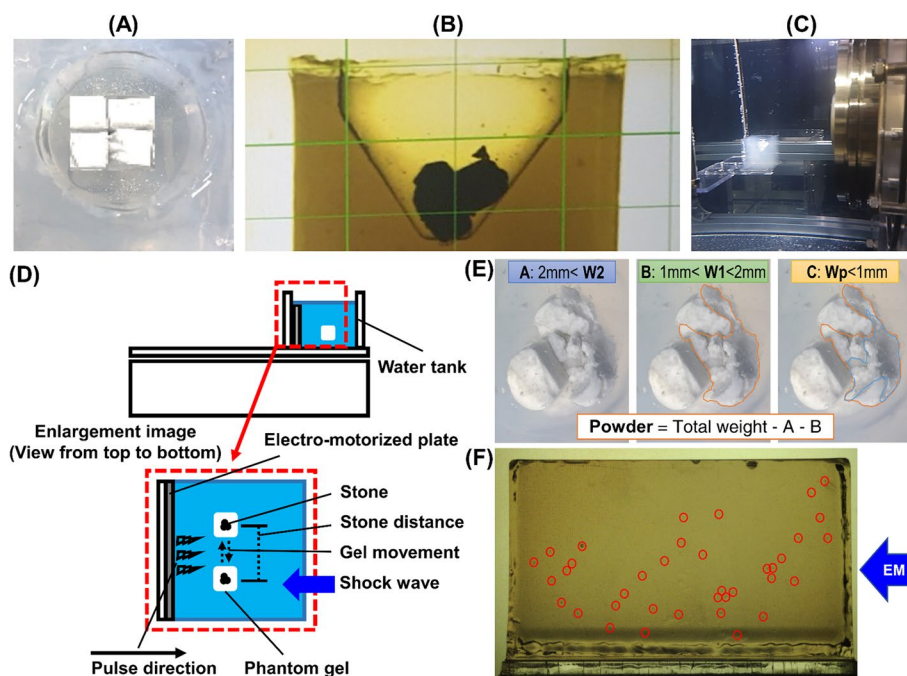 (A)
(B)
(C)
(D)
Water tank
Enlargement image
(View from top to bottom)
Electro-motorized plate
Stone
Stone distance
Gel movement
Shock wave
Pulse direction
Phantom gel
(E)
A: 2mm< W2
B: 1mm< W1<2mm
C: Wp<1mm
Powder = Total weight - A - B
(F)
EM